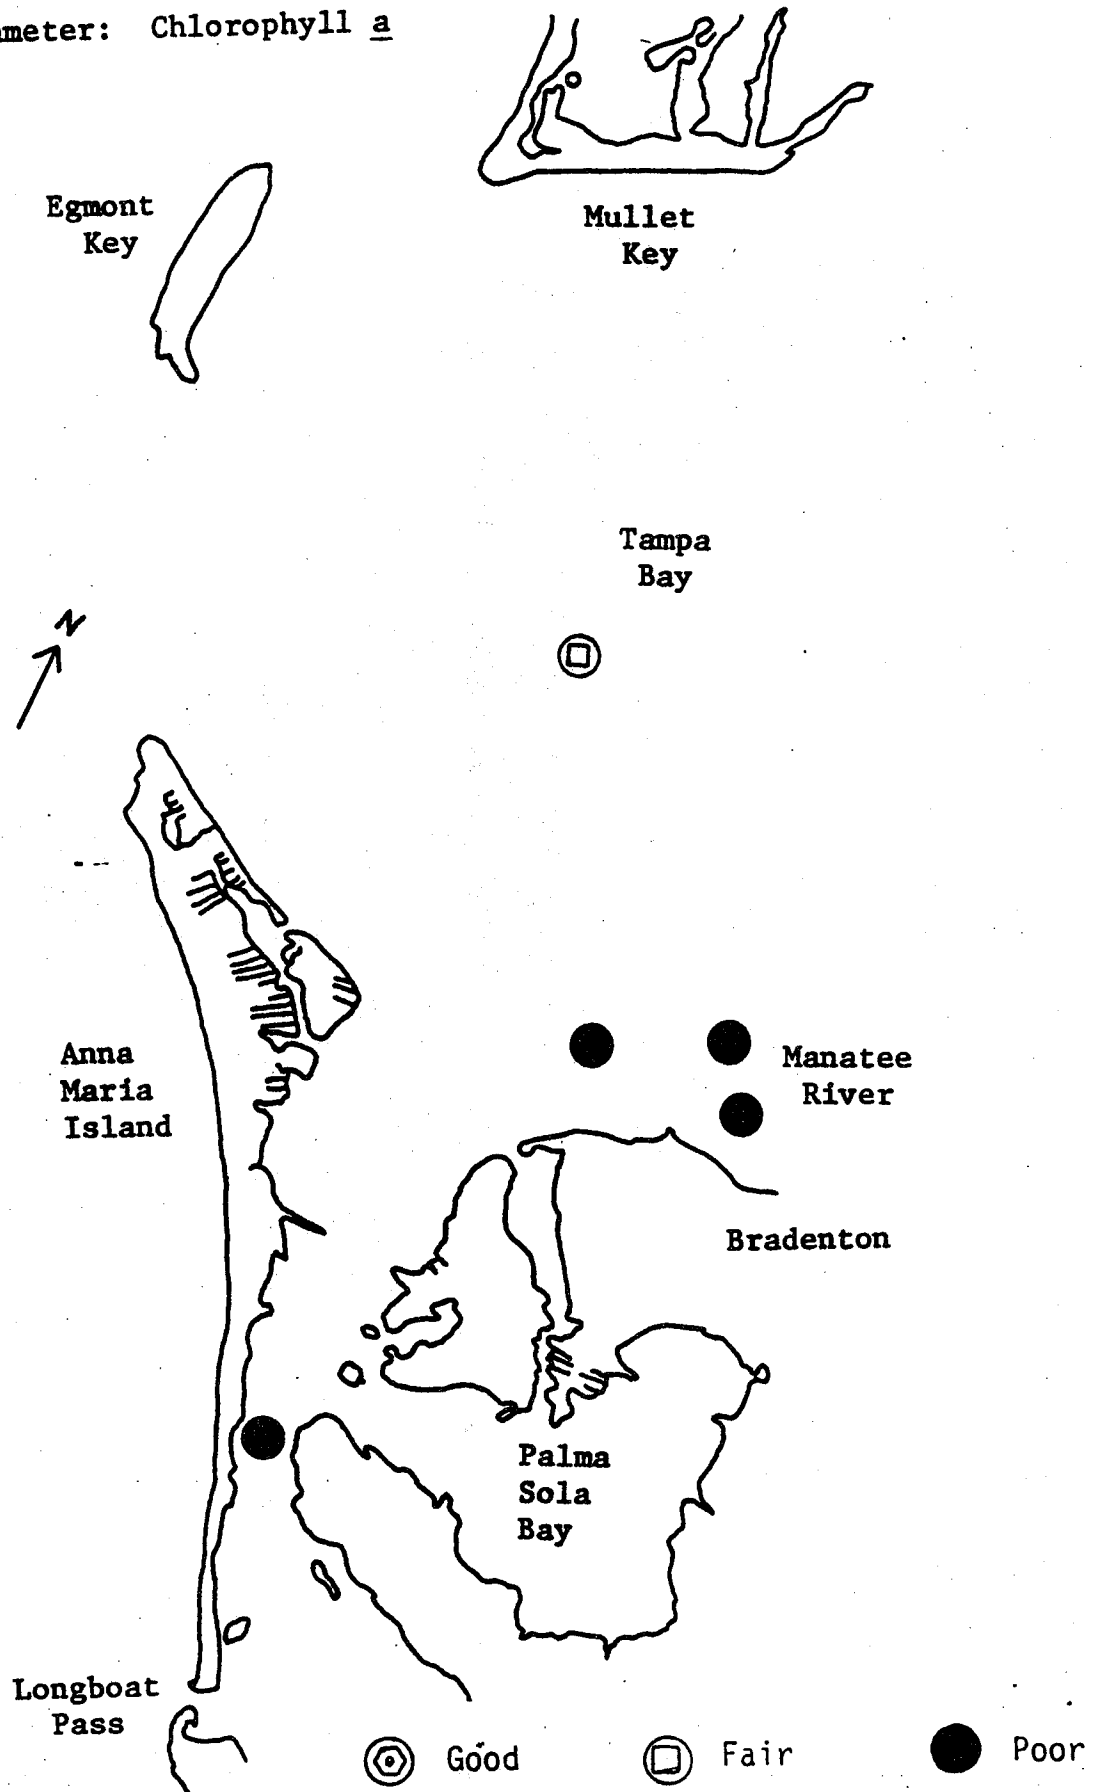 ameter: Chlorophyll a
Egmont
Key
Mullet
Key
Tampa
Bay
N
Anna
Maria
Island
Manatee
River
Bradenton
Palma
Sola
Bay
Longboat
Pass
Good
Fair
Poor